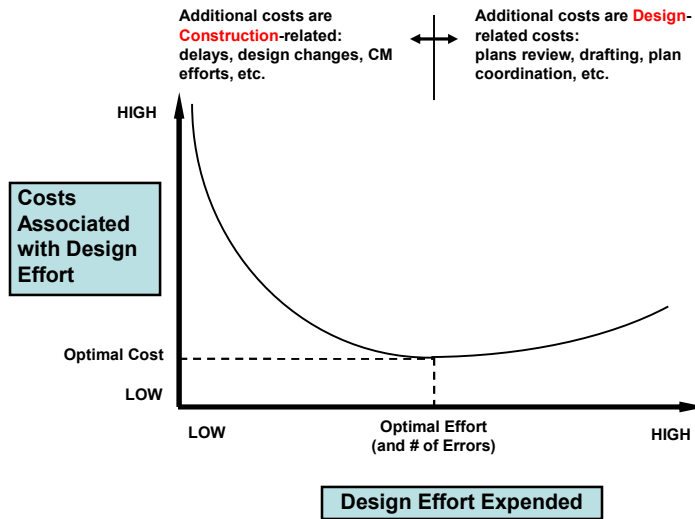 Additional costs are
Construction-related:
delays, design changes, CM
efforts, etc.
Additional costs are Design-
related costs:
plans review, drafting, plan
coordination, etc.
HIGH
Costs
Associated
with Design
Effort
Optimal Cost
LOW
LOW
Optimal Effort
(and # of Errors)
HIGH
Design Effort Expended